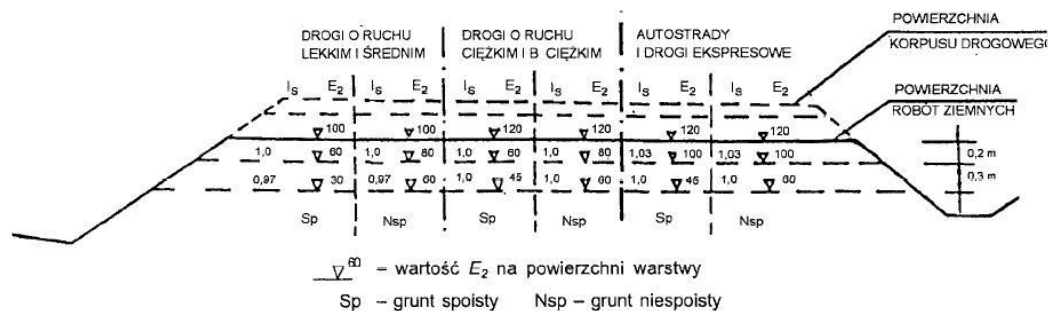 DROGI O RUCHU
LEKKIM I ŚREDNIM
DROGI O RUCHU
CIĘŻKIM I B CIĘŻKIM
AUTOSTRADY
I DROGI EKSPRESOWE
POWIERZCHNIA
KORPUSU DROGOWEGO
Is E2 Is E2 Is E2 Is E2 Is E2 Is E2
POWIERZCHNIA
ROBÓT ZIEMNYCH
100 100 120 120 120 120
1,0 60 1,0 80 1,0 60 1,0 80 1,03 100 1,03 100 0,2 m
0,97 30 0,97 60 1,0 45 1,0 60 1,0 45 1,0 60 0,3 m
Sp Nsp Sp Nsp Sp Nsp
60 – wartość E2 na powierzchni warstwy
Sp – grunt spoisty Nsp – grunt niespoisty